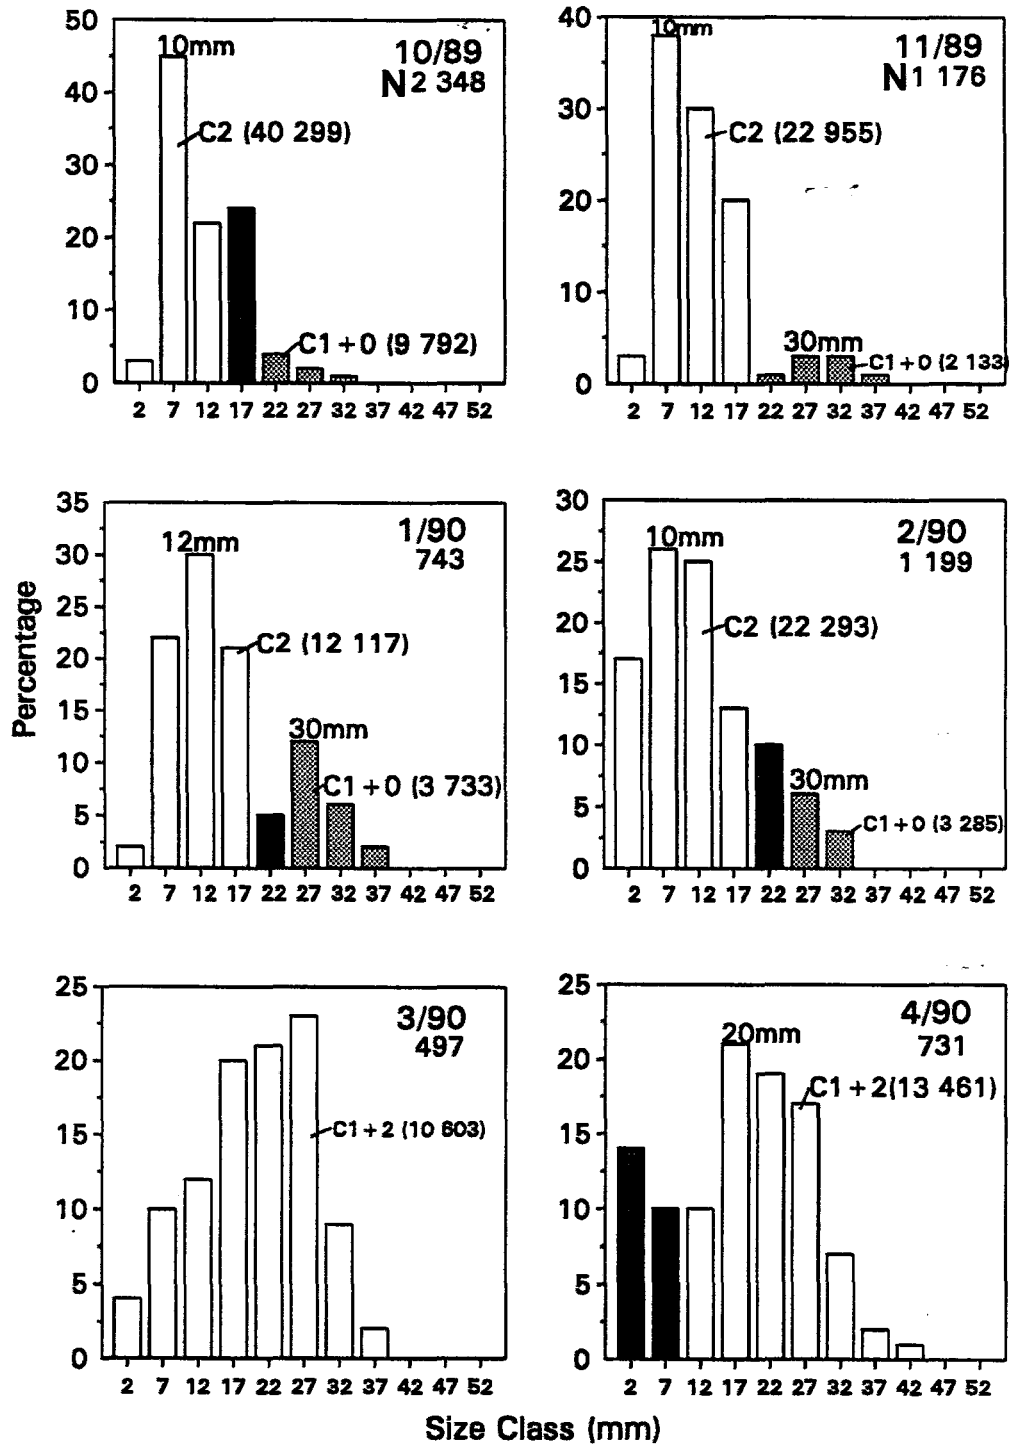 50
40
30
20
10
0
10mm
10/89
N 2 348
C2 (40 299)
C1+0 (9 792)
2 7 12 17 22 27 32 37 42 47 52
40
30
20
10
0
10mm
11/89
N 1 176
C2 (22 955)
30mm
C1+0 (2 133)
2 7 12 17 22 27 32 37 42 47 52
Percentage
35
30
25
20
15
10
5
0
12mm
1/90
743
C2 (12 117)
30mm
C1+0 (3 733)
2 7 12 17 22 27 32 37 42 47 52
30
25
20
15
10
5
0
10mm
2/90
1 199
C2 (22 293)
30mm
C1+0 (3 285)
2 7 12 17 22 27 32 37 42 47 52
25
20
15
10
5
0
3/90
497
C1+2 (10 603)
2 7 12 17 22 27 32 37 42 47 52
25
20
15
10
5
0
20mm
4/90
731
C1+2(13 461)
2 7 12 17 22 27 32 37 42 47 52
Size Class (mm)